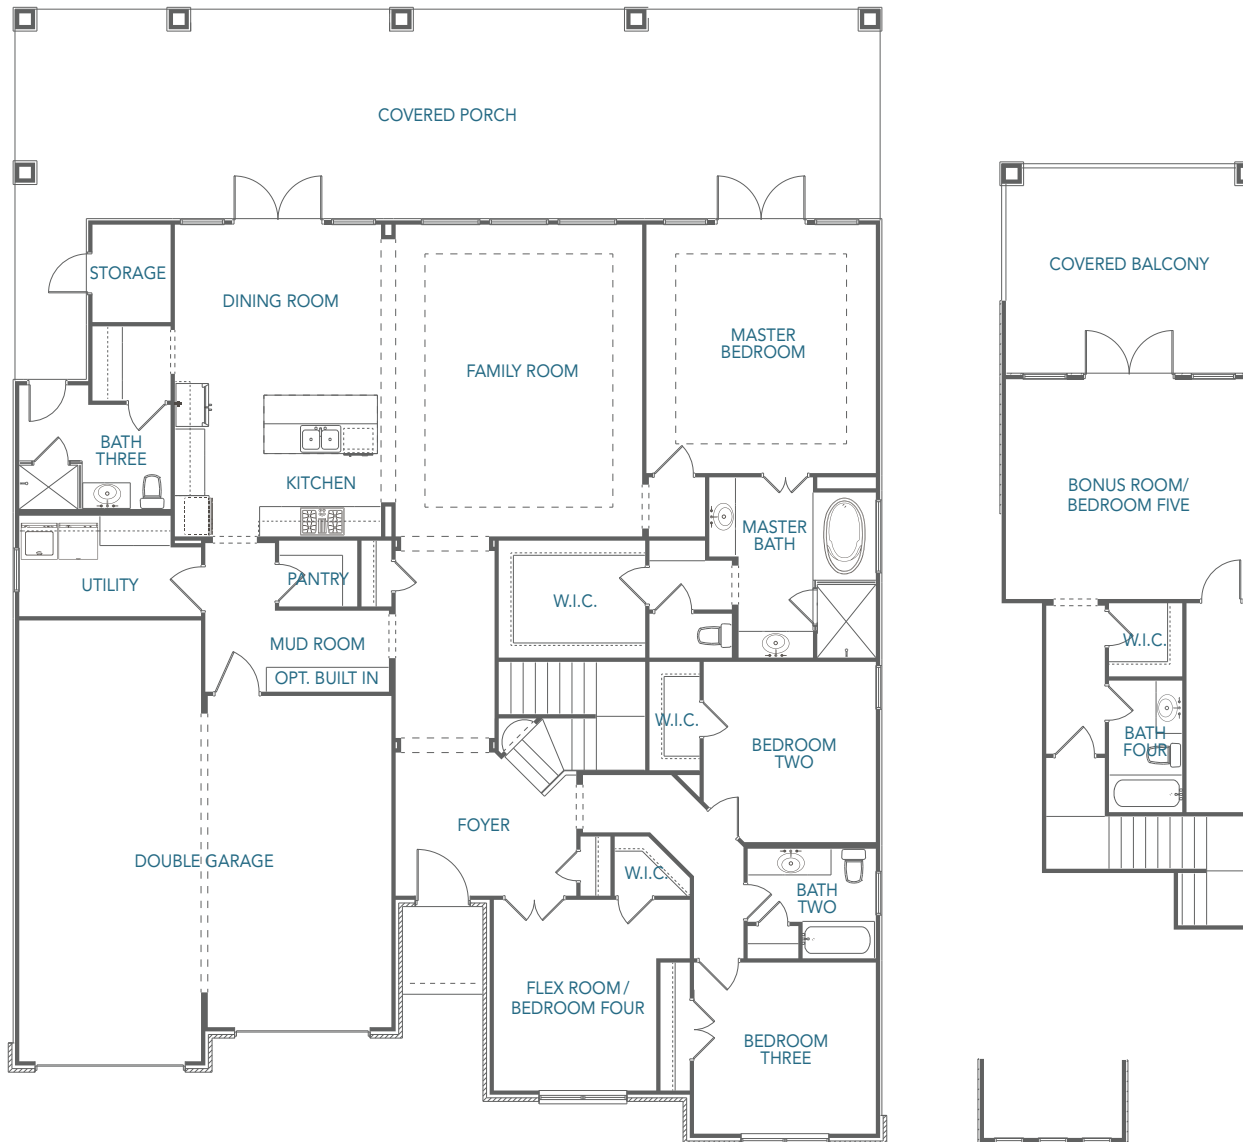 COVERED PORCH
COVERED BALCONY
STORAGE
DINING ROOM
MASTER
BEDROOM
FAMILY ROOM
BATH
THREE
KITCHEN
BONUS ROOM/
BEDROOM FIVE
MASTER
BATH
UTILITY
PANTRY
W.I.C.
MUD ROOM
W.I.C.
OPT. BUILT IN
W.I.C.
BEDROOM
TWO
BATH
FOUR
FOYER
DOUBLE GARAGE
W.I.C.
BATH
TWO
FLEX ROOM /
BEDROOM FOUR
BEDROOM
THREE